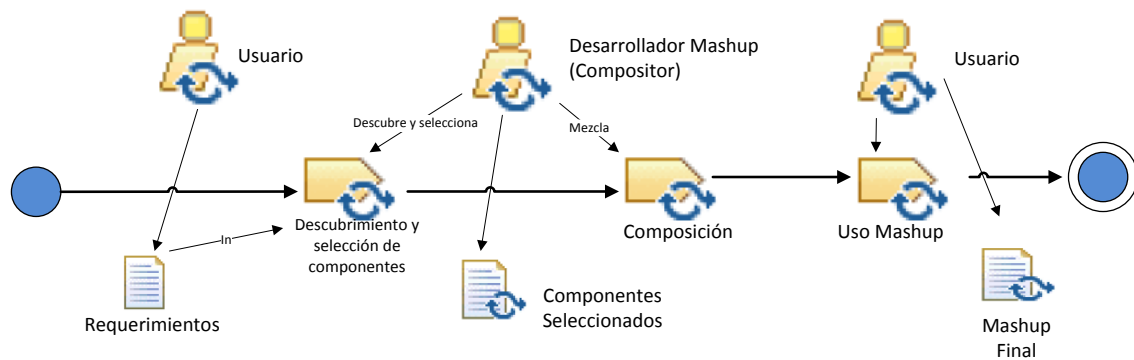 Usuario
Desarrollador Mashup
(Compositor)
Usuario
Descubre y selecciona
Mezcla
In
Descubrimiento y
selección de
componentes
Composición
Uso Mashup
Requerimientos
Componentes
Seleccionados
Mashup
Final